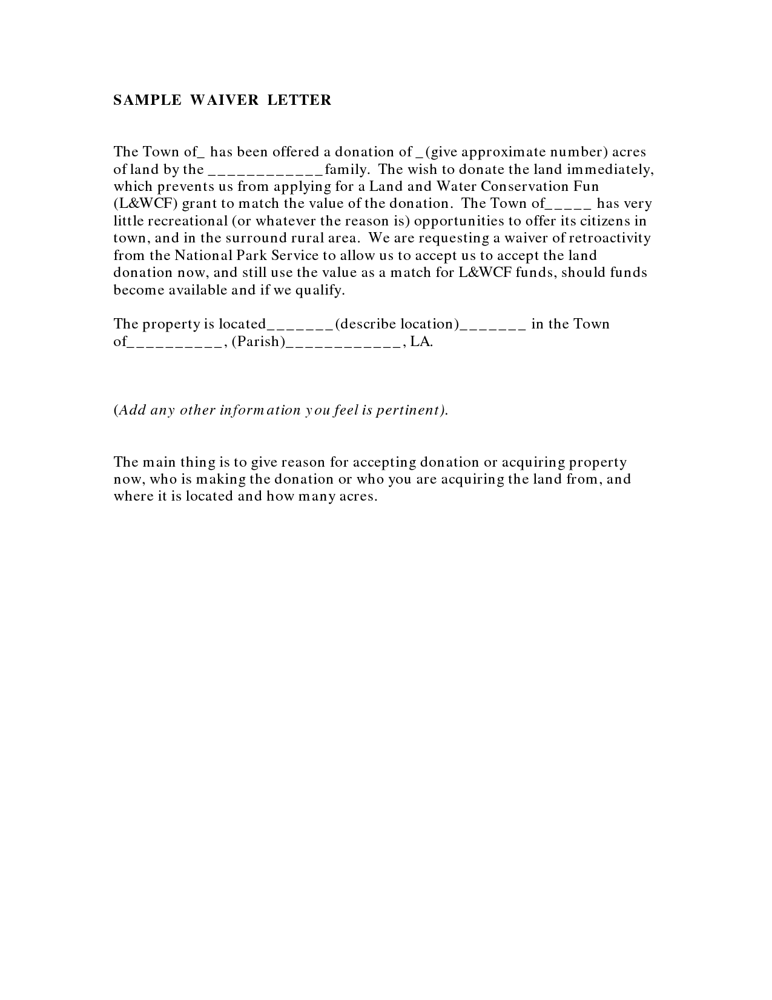 SAMPLE WAIVER LETTER
The Town of_ has been offered a donation of _(give approximate number) acres
of land by the ____________family.  The wish to donate the land immediately,
which prevents us from applying for a Land and Water Conservation Fun
(L&WCF) grant to match the value of the donation.  The Town of_____ has very
little recreational (or whatever the reason is) opportunities to offer its citizens in
town, and in the surround rural area.  We are requesting a waiver of retroactivity
from the National Park Service to allow us to accept us to accept the land
donation now, and still use the value as a match for L&WCF funds, should funds
become available and if we qualify.
The property is located_______(describe location)_______ in the Town
of__________, (Parish)____________, LA.
(Add any other information you feel is pertinent).
The main thing is to give reason for accepting donation or acquiring property
now, who is making the donation or who you are acquiring the land from, and
where it is located and how many acres.